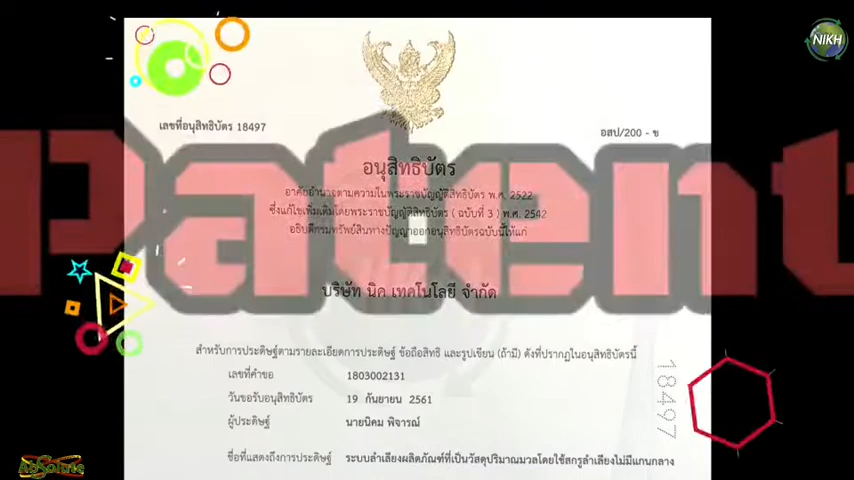 NIKH
เลขที่อนุสิทธิบัตร 18497
อสป/200 - ข
Patent
อนุสิทธิบัตร
อาศัยอำนาจตามความในพระราชบัญญัติสิทธิบัตร พ.ศ. 2522
ซึ่งแก้ไขเพิ่มเติมโดยพระราชบัญญัติสิทธิบัตร ( ฉบับที่ 3 ) พ.ศ. 2542
อธิบดีกรมทรัพย์สินทางปัญญาออกอนุสิทธิบัตรฉบับนี้ให้แก่
บริษัท นิค เทคโนโลยี จำกัด
สำหรับการประดิษฐ์ตามรายละเอียดการประดิษฐ์ ข้อถือสิทธิ และรูปเขียน (ถ้ามี) ดังที่ปรากฏในอนุสิทธิบัตรนี้
เลขที่คำขอ 1803002131
วันขอรับอนุสิทธิบัตร 19 กันยายน 2561
ผู้ประดิษฐ์ นายนิคม พิจารณ์
18497
ชื่อที่แสดงถึงการประดิษฐ์ ระบบลำเลียงผลิตภัณฑ์ที่เป็นวัสดุปริมาณมวลโดยใช้สกรูลำเลียงไม่มีแกนกลาง
AbSolute